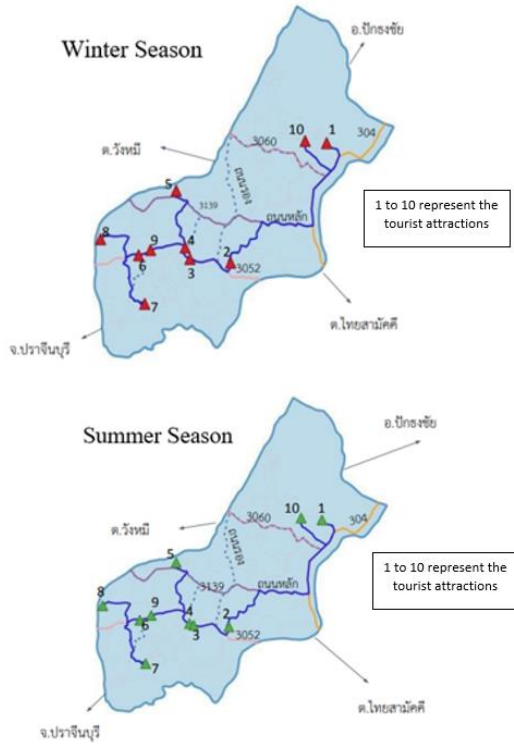 Winter Season
อ.ปักธงชัย
10
1
304
3060
ต.วังหมี
ถนนรอง
5
3139
1 to 10 represent the
tourist attractions
ถนนหลัก
8
9
4
2
6
3
3052
7
ต.ไทยสามัคคี
จ.ปราจีนบุรี
Summer Season
อ.ปักธงชัย
10
1
304
3060
ต.วังหมี
ถนนรอง
5
1 to 10 represent the
tourist attractions
3139
ถนนหลัก
8
9
4
2
6
3
3052
7
ต.ไทยสามัคคี
จ.ปราจีนบุรี